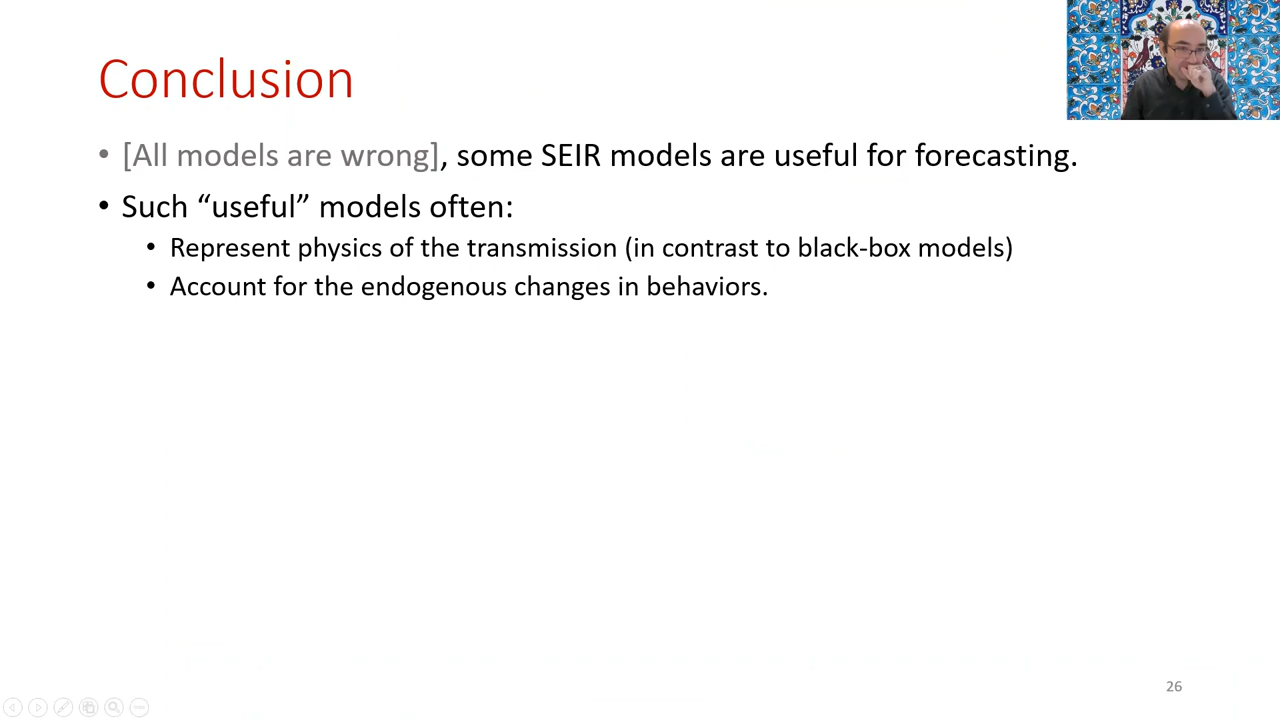 Conclusion
• [All models are wrong], some SEIR models are useful for forecasting.
• Such “useful” models often:
• Represent physics of the transmission (in contrast to black-box models)
• Account for the endogenous changes in behaviors.
26